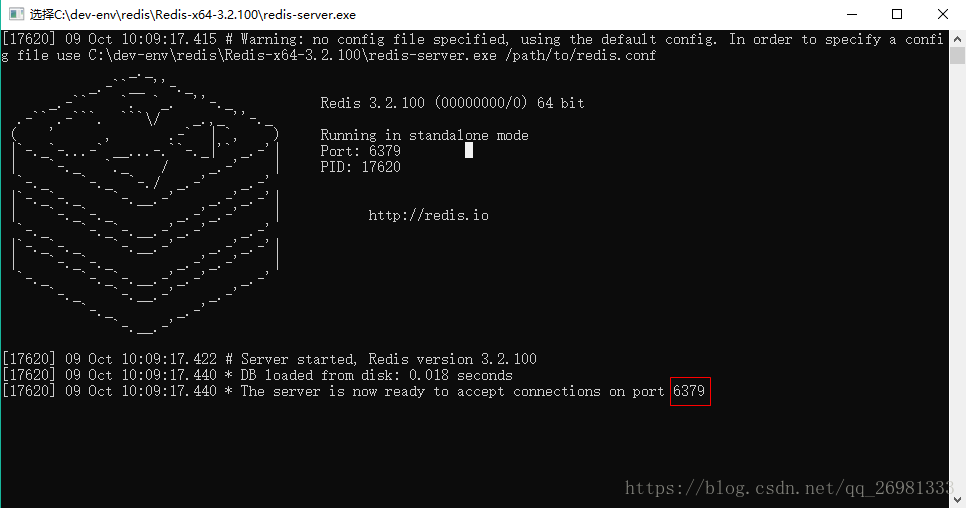 选择C:\dev-env\redis\Redis-x64-3.2.100\redis-server.exe
[17620] 09 Oct 10:09:17.415 # Warning: no config file specified, using the default config. In order to specify a confi
g file use C:\dev-env\redis\Redis-x64-3.2.100\redis-server.exe /path/to/redis.conf
Redis 3.2.100 (00000000/0) 64 bit
Running in standalone mode
Port: 6379
PID: 17620
http://redis.io
[17620] 09 Oct 10:09:17.422 # Server started, Redis version 3.2.100
[17620] 09 Oct 10:09:17.440 * DB loaded from disk: 0.018 seconds
[17620] 09 Oct 10:09:17.440 * The server is now ready to accept connections on port 6379
https://blog.csdn.net/qq_26981333